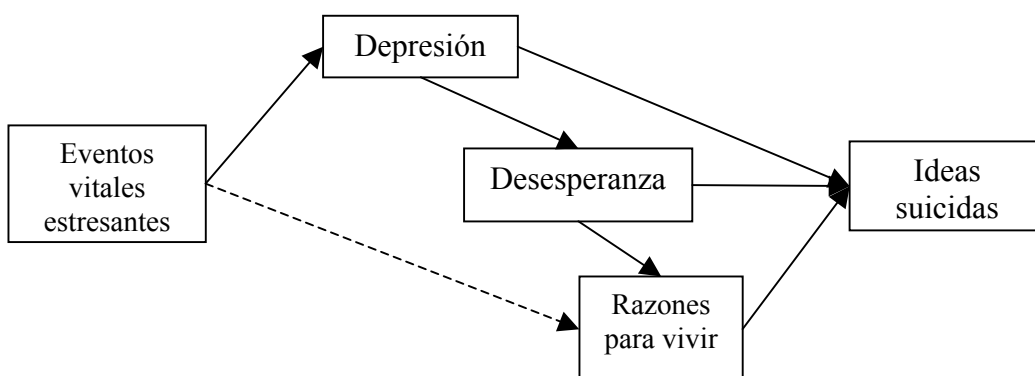 Depresión
Eventos
vitales
estresantes
Desesperanza
Ideas
suicidas
Razones
para vivir